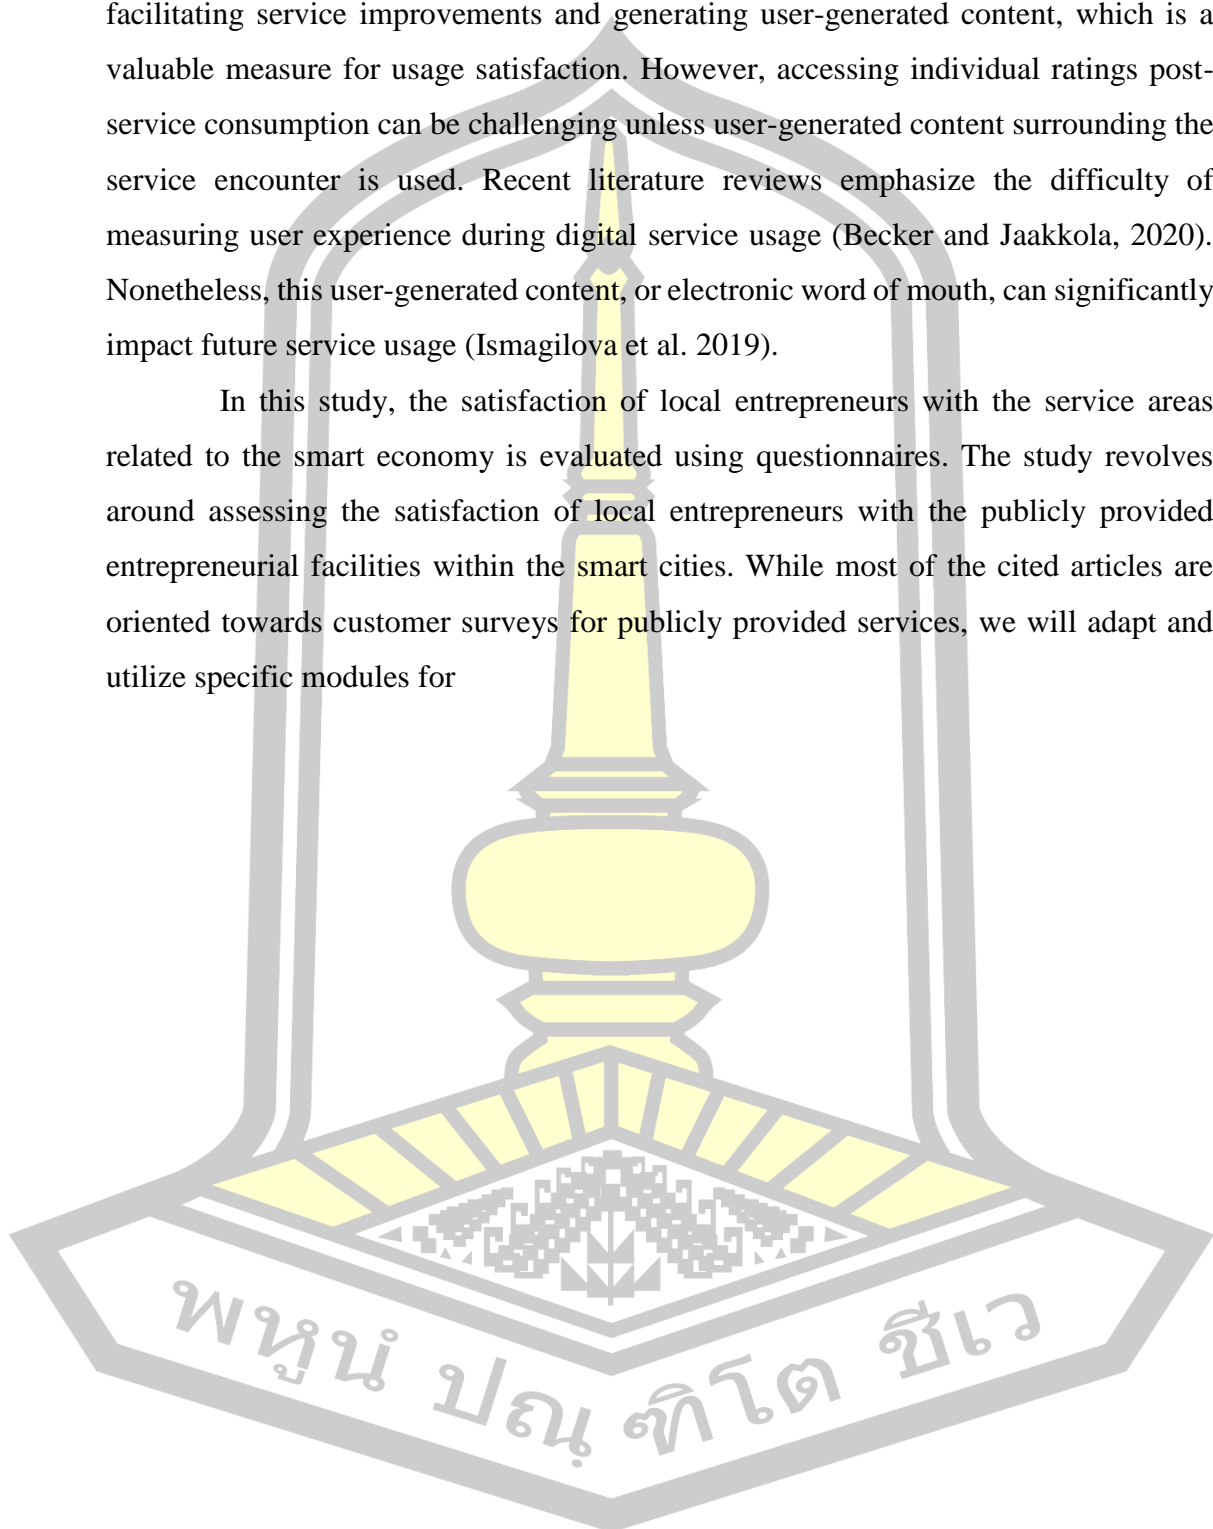 facilitating service improvements and generating user-generated content, which is a
valuable measure for usage satisfaction. However, accessing individual ratings post-
service consumption can be challenging unless user-generated content surrounding the
service encounter is used. Recent literature reviews emphasize the difficulty of
measuring user experience during digital service usage (Becker and Jaakkola, 2020).
Nonetheless, this user-generated content, or electronic word of mouth, can significantly
impact future service usage (Ismagilova et al. 2019).
In this study, the satisfaction of local entrepreneurs with the service areas
related to the smart economy is evaluated using questionnaires. The study revolves
around assessing the satisfaction of local entrepreneurs with the publicly provided
entrepreneurial facilities within the smart cities. While most of the cited articles are
oriented towards customer surveys for publicly provided services, we will adapt and
utilize specific modules for
พหูนํ ปณฺฑิโต ชีเว